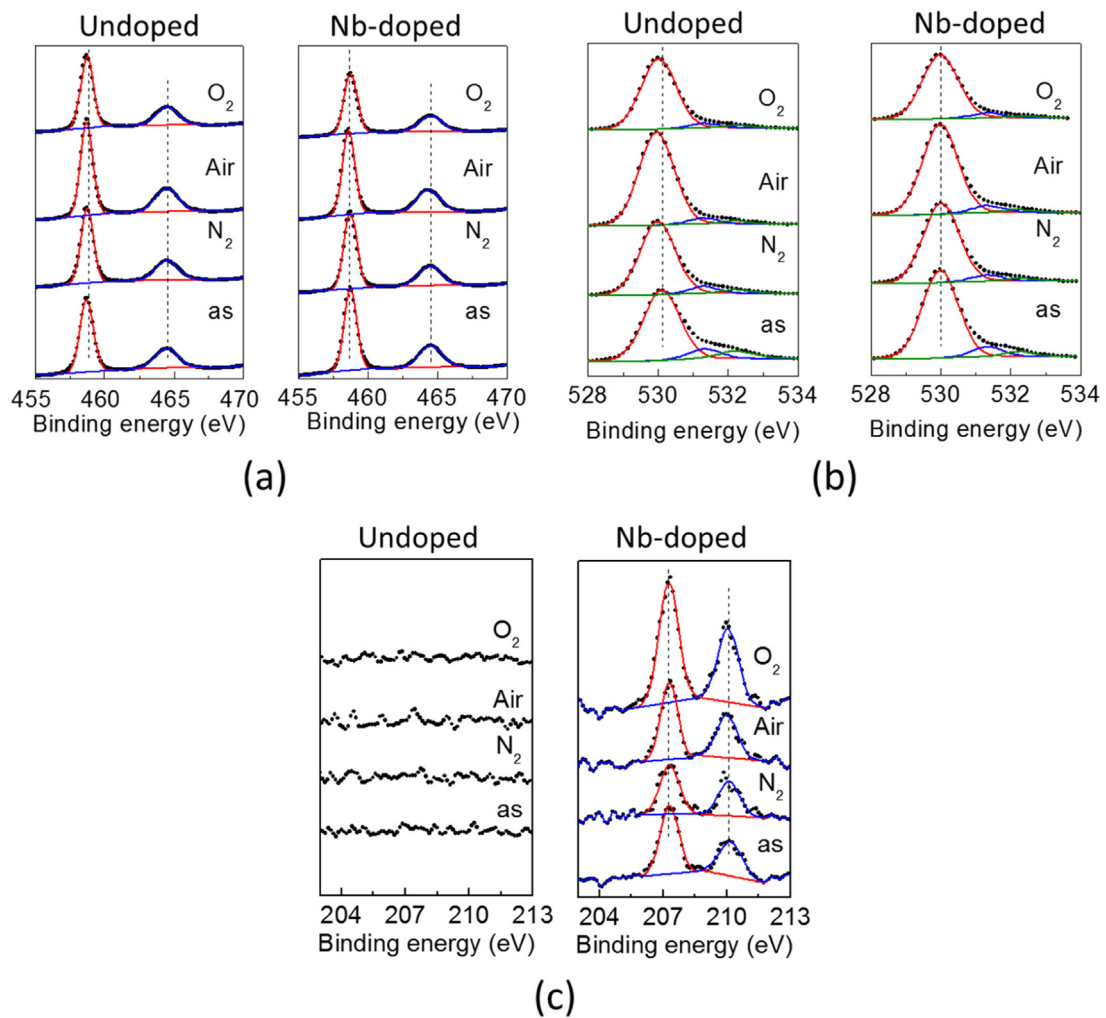 Undoped
Nb-doped
O2
Air
N2
as
O2
Air
N2
as
455 460 465 470
455 460 465 470
Binding energy (eV)
Binding energy (eV)
(a)
Undoped
Nb-doped
O2
Air
N2
as
O2
Air
N2
as
528 530 532 534
528 530 532 534
Binding energy (eV)
Binding energy (eV)
(b)
Undoped
Nb-doped
O2
Air
N2
as
O2
Air
N2
as
204 207 210 213
204 207 210 213
Binding energy (eV)
Binding energy (eV)
(c)